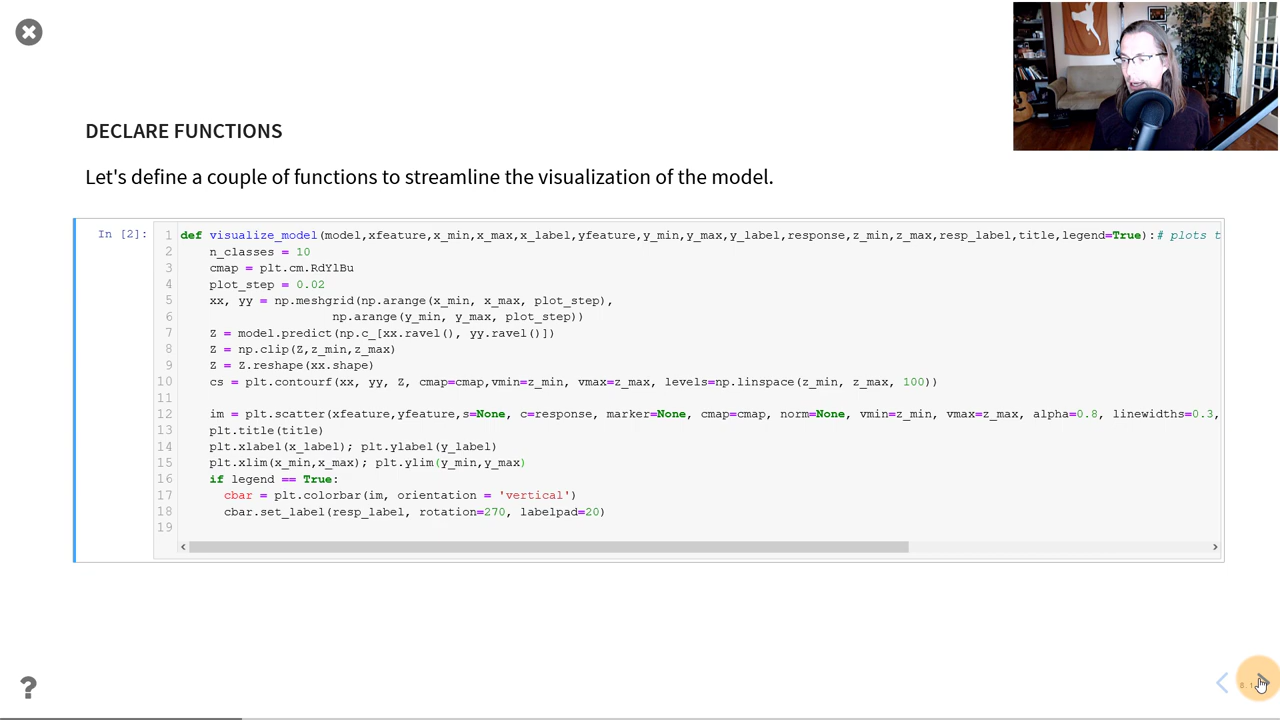 DECLARE FUNCTIONS
Let's define a couple of functions to streamline the visualization of the model.
In [2]:
1 def visualize_model(model,xfeature,x_min,x_max,x_label,yfeature,y_min,y_max,y_label,response,z_min,z_max,resp_label,title,legend=True):# plots t
2 n_classes = 10
3 cmap = plt.cm.RdYlBu
4 plot_step = 0.02
5 xx, yy = np.meshgrid(np.arange(x_min, x_max, plot_step),
6 np.arange(y_min, y_max, plot_step))
7 Z = model.predict(np.c_[xx.ravel(), yy.ravel()])
8 Z = np.clip(Z,z_min,z_max)
9 Z = Z.reshape(xx.shape)
10 cs = plt.contourf(xx, yy, Z, cmap=cmap,vmin=z_min, vmax=z_max, levels=np.linspace(z_min, z_max, 100))
11
12 im = plt.scatter(xfeature,yfeature,s=None, c=response, marker=None, cmap=cmap, norm=None, vmin=z_min, vmax=z_max, alpha=0.8, linewidths=0.3,
13 plt.title(title)
14 plt.xlabel(x_label); plt.ylabel(y_label)
15 plt.xlim(x_min,x_max); plt.ylim(y_min,y_max)
16 if legend == True:
17 cbar = plt.colorbar(im, orientation = 'vertical')
18 cbar.set_label(resp_label, rotation=270, labelpad=20)
19
?